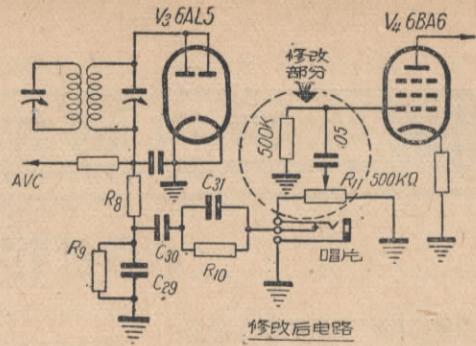 V₃ 6AL5
V₄ 6BA6
修改
部分
500K
.05
R₁₁ 500KΩ
AVC
R₈
C₃₁
C₃₀
R₁₀
R₉
C₂₉
唱片
修改后电路